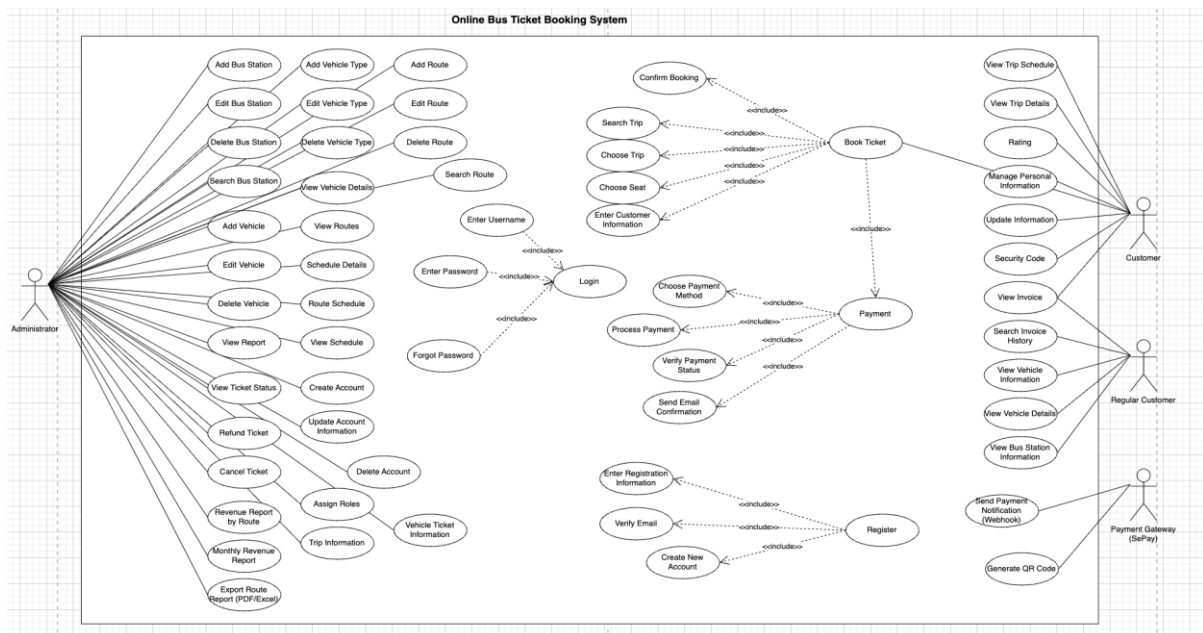 Online Bus Ticket Booking System
Add Bus Station
Add Vehicle Type
Add Route
Edit Bus Station
Edit Vehicle Type
Edit Route
Delete Bus Station
Delete Vehicle Type
Delete Route
Search Bus Station
View Vehicle Details
Search Route
Add Vehicle
View Routes
Edit Vehicle
Schedule Details
Delete Vehicle
Route Schedule
View Report
View Schedule
View Ticket Status
Create Account
Refund Ticket
Update Account
Information
Cancel Ticket
Delete Account
Revenue Report
by Route
Assign Roles
Vehicle Ticket
Information
Monthly Revenue
Report
Trip Information
Export Route
Report (PDF/Excel)
Administrator
Enter Username
Enter Password
Forgot Password
<<include>>
<<include>>
<<include>>
Login
Confirm Booking
Search Trip
Choose Trip
Choose Seat
Enter Customer
Information
<<include>>
<<include>>
<<include>>
<<include>>
<<include>>
Book Ticket
<<include>>
Choose Payment
Method
Process Payment
Verify Payment
Status
Send Email
Confirmation
<<include>>
<<include>>
<<include>>
<<include>>
Payment
Enter Registration
Information
Verify Email
Create New
Account
<<include>>
<<include>>
<<include>>
Register
View Trip Schedule
View Trip Details
Rating
Manage Personal
Information
Update Information
Security Code
View Invoice
Search Invoice
History
View Vehicle
Information
View Vehicle Details
View Bus Station
Information
Send Payment
Notification
(Webhook)
Generate QR Code
Customer
Regular Customer
Payment Gateway
(SePay)